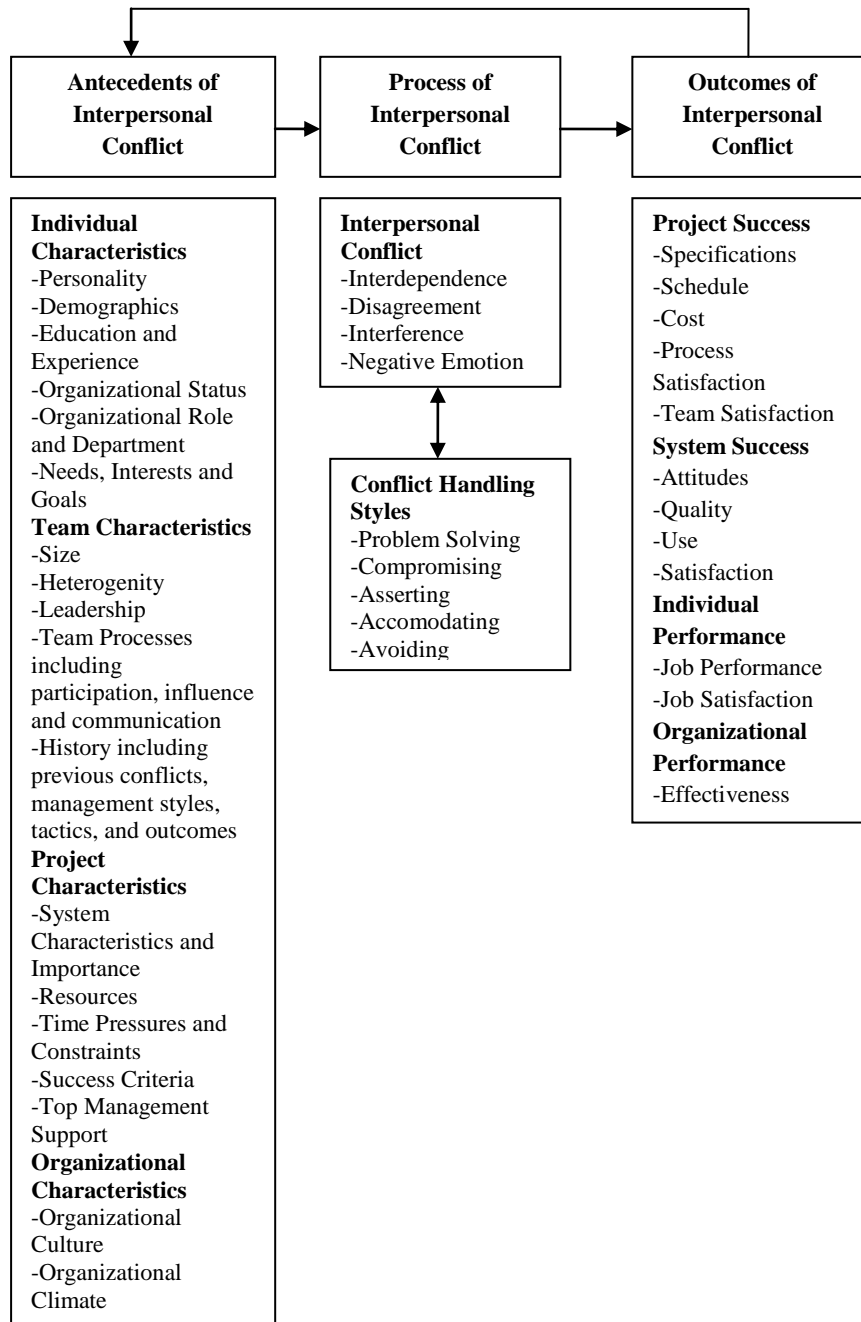 Antecedents of
Interpersonal
Conflict
Process of
Interpersonal
Conflict
Outcomes of
Interpersonal
Conflict
Individual
Characteristics
-Personality
-Demographics
-Education and
Experience
-Organizational Status
-Organizational Role
and Department
-Needs, Interests and
Goals
Team Characteristics
-Size
-Heterogenity
-Leadership
-Team Processes
including
participation, influence
and communication
-History including
previous conflicts,
management styles,
tactics, and outcomes
Project
Characteristics
-System
Characteristics and
Importance
-Resources
-Time Pressures and
Constraints
-Success Criteria
-Top Management
Support
Organizational
Characteristics
-Organizational
Culture
-Organizational
Climate
Interpersonal
Conflict
-Interdependence
-Disagreement
-Interference
-Negative Emotion
Conflict Handling
Styles
-Problem Solving
-Compromising
-Asserting
-Accomodating
-Avoiding
Project Success
-Specifications
-Schedule
-Cost
-Process
Satisfaction
-Team Satisfaction
System Success
-Attitudes
-Quality
-Use
-Satisfaction
Individual
Performance
-Job Performance
-Job Satisfaction
Organizational
Performance
-Effectiveness